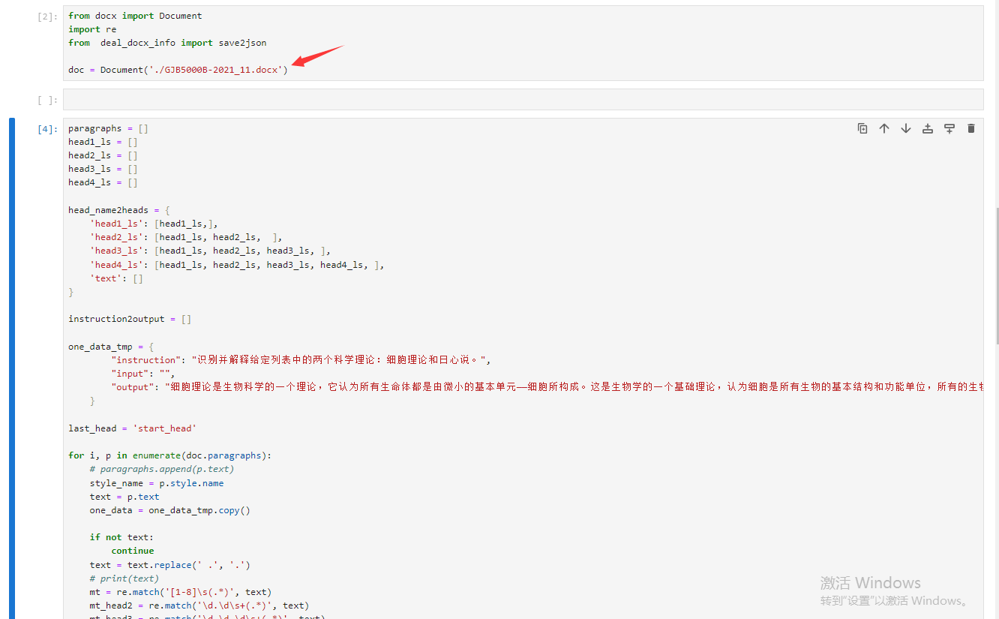 [2]:
from docx import Document
import re
from  deal_docx_info import save2json
doc = Document('./GJB5000B-2021_11.docx')
[ ]:
[4]:
paragraphs = []
head1_ls = []
head2_ls = []
head3_ls = []
head4_ls = []
head_name2heads = {
    'head1_ls': [head1_ls,],
    'head2_ls': [head1_ls, head2_ls,  ],
    'head3_ls': [head1_ls, head2_ls, head3_ls, ],
    'head4_ls': [head1_ls, head2_ls, head3_ls, head4_ls, ],
    'text': []
}
instruction2output = []
one_data_tmp = {
        "instruction": "识别并解释给定列表中的两个科学理论：细胞理论和日心说。",
        "input": "",
        "output": "细胞理论是生物科学的一个理论，它认为所有生命体都是由微小的基本单元——细胞所构成。这是生物学的一个基础理论，认为细胞是所有生物的基本结构和功能单位，所有的生物
    }
last_head = 'start_head'
for i, p in enumerate(doc.paragraphs):
    # paragraphs.append(p.text)
    style_name = p.style.name
    text = p.text
    one_data = one_data_tmp.copy()
    if not text:
        continue
    text = text.replace(' .', '.')
    # print(text)
    mt = re.match('[1-8]\s(.*)', text)
    mt_head2 = re.match('\d.\d\s+(.*)', text)
    mt_head3 = re.match('\d.\d.\d\s+(.*)', text)
激活 Windows
转到“设置”以激活 Windows。